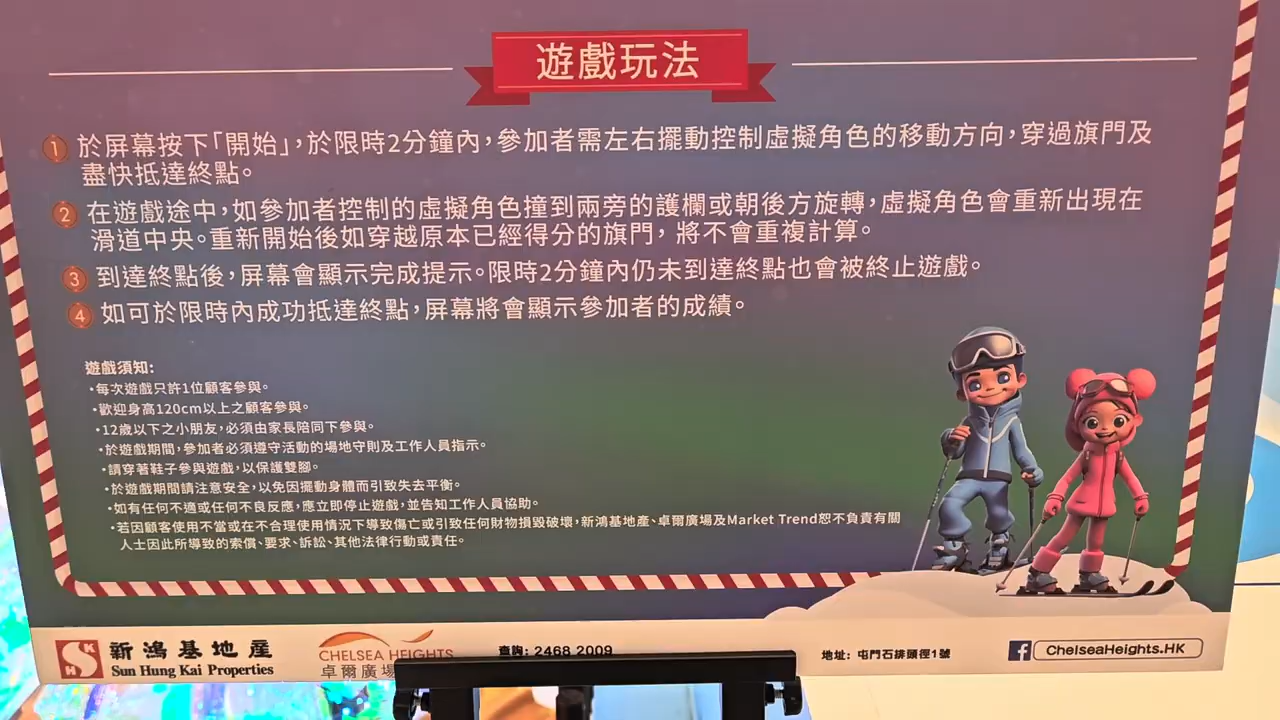 遊戲玩法
1 於屏幕按下「開始」，於限時2分鐘內，參加者需左右擺動控制虛擬角色的移動方向，穿過旗門及
盡快抵達終點。
2 在遊戲途中，如參加者控制的虛擬角色撞到兩旁的護欄或朝後方旋轉，虛擬角色會重新出現在
滑道中央。重新開始後如穿越原本已經得分的旗門，將不會重複計算。
3 到達終點後，屏幕會顯示完成提示。限時2分鐘內仍未到達終點也會被終止遊戲。
4 如可於限時內成功抵達終點，屏幕將會顯示參加者的成績。
遊戲須知:
•每次遊戲只許1位顧客參與。
•歡迎身高120cm以上之顧客參與。
•12歲以下之小朋友，必須由家長陪同下參與。
•於遊戲期間，參加者必須遵守活動的場地守則及工作人員指示。
•請穿著鞋子參與遊戲，以保護雙腳。
•於遊戲期間請注意安全，以免因擺動身體而引致失去平衡。
•如有任何不適或任何不良反應，應立即停止遊戲，並告知工作人員協助。
•若因顧客使用不當或在不合理使用情況下導致傷亡或引致任何財物損毀破壞，新鴻基地產、卓爾廣場及Market Trend恕不負責有關
人士因此所導致的索償、要求、訴訟、其他法律行動或責任。
SHK
新鴻基地產
Sun Hung Kai Properties
CHELSEA HEIGHTS
卓爾廣場
查詢: 2468 2009
地址: 屯門石排頭徑1號
f ChelseaHeights.HK